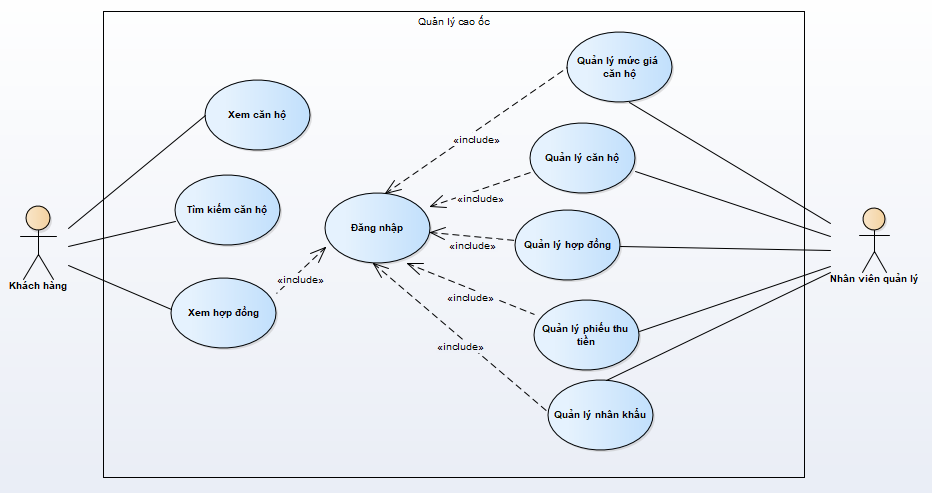 Quản lý cao ốc
Quản lý mức giá
căn hộ
Xem căn hộ
«include»
Quản lý căn hộ
«include»
Tìm kiếm căn hộ
Đăng nhập
Quản lý hợp đồng
«include»
Khách hàng
Nhân viên quản lý
«include»
Xem hợp đồng
«include»
Quản lý phiếu thu
tiền
«include»
Quản lý nhân khẩu